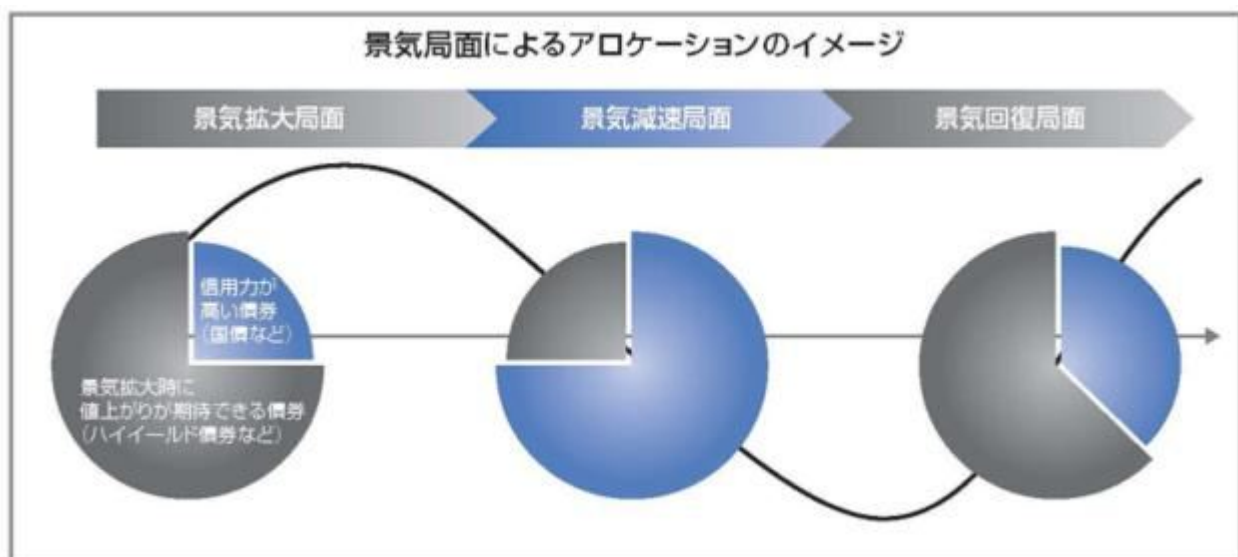 景気局面によるアロケーションのイメージ
景気拡大局面
景気減速局面
景気回復局面
信用力が
高い債券
（国債など）
景気拡大時に
値上がりが期待できる債券
（ハイイールド債券など）